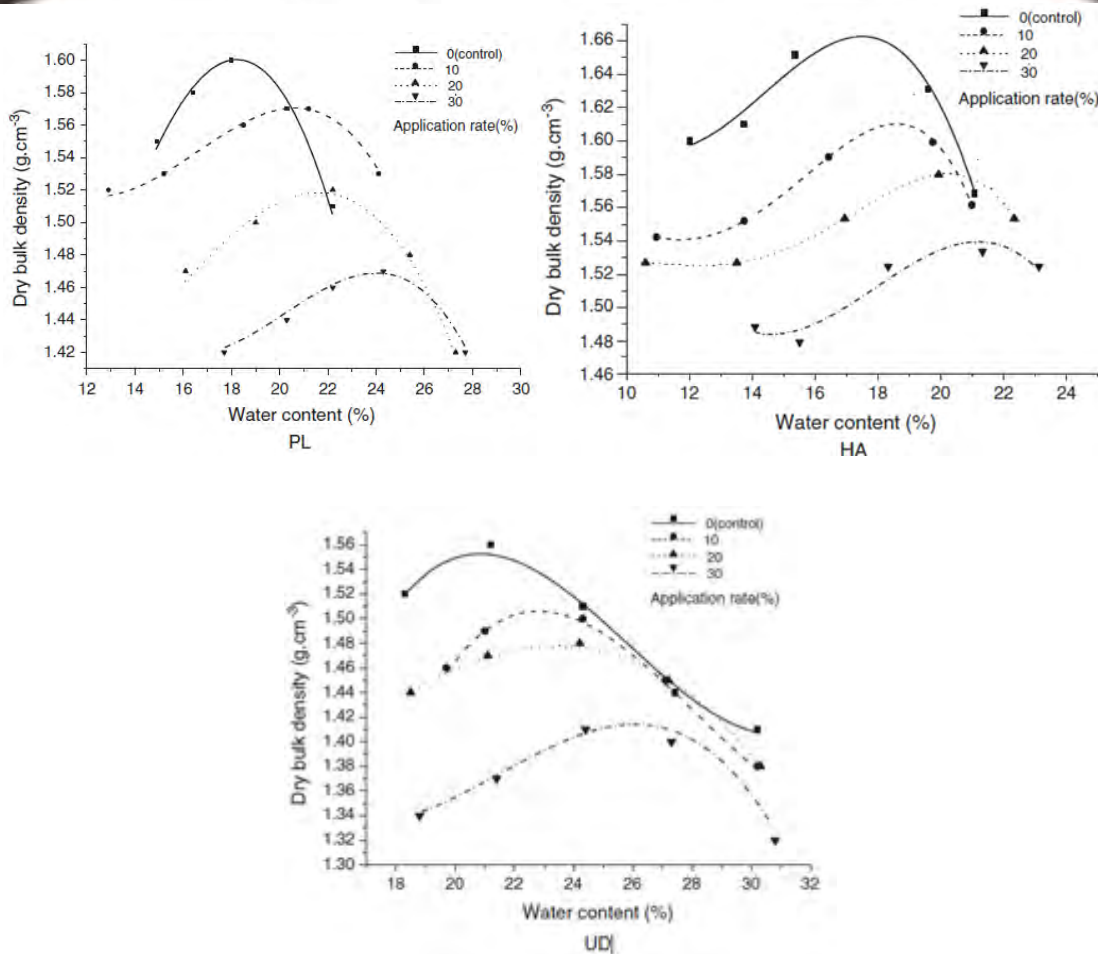 0(control)
10
20
30
Application rate(%)
Dry bulk density (g.cm-3)
1.60
1.58
1.56
1.53
1.52
1.50
1.48
1.46
1.44
1.42
12 14 16 18 20 22 24 26 28 30
Water content (%)
PL
0(control)
10
20
30
Application rate(%)
Dry bulk density (g.cm-3)
1.66
1.64
1.62
1.60
1.58
1.56
1.54
1.52
1.50
1.48
1.46
10 12 14 16 18 20 22 24
Water content (%)
HA
0(control)
10
20
30
Application rate(%)
Dry bulk density (g.cm-3)
1.56
1.54
1.52
1.50
1.48
1.46
1.44
1.42
1.40
1.38
1.36
1.34
1.32
1.30
18 20 22 24 26 28 30 32
Water content (%)
UD